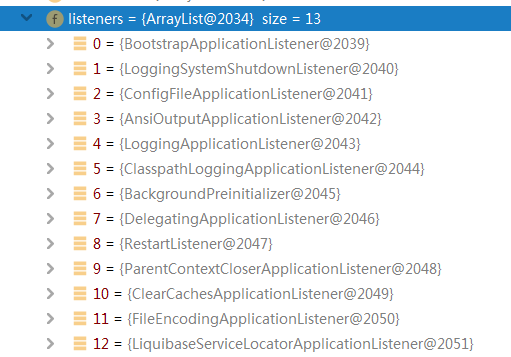 f listeners = {ArrayList@2034} size = 13
0 = {BootstrapApplicationListener@2039}
1 = {LoggingSystemShutdownListener@2040}
2 = {ConfigFileApplicationListener@2041}
3 = {AnsiOutputApplicationListener@2042}
4 = {LoggingApplicationListener@2043}
5 = {ClasspathLoggingApplicationListener@2044}
6 = {BackgroundPreinitializer@2045}
7 = {DelegatingApplicationListener@2046}
8 = {RestartListener@2047}
9 = {ParentContextCloserApplicationListener@2048}
10 = {ClearCachesApplicationListener@2049}
11 = {FileEncodingApplicationListener@2050}
12 = {LiquibaseServiceLocatorApplicationListener@2051}